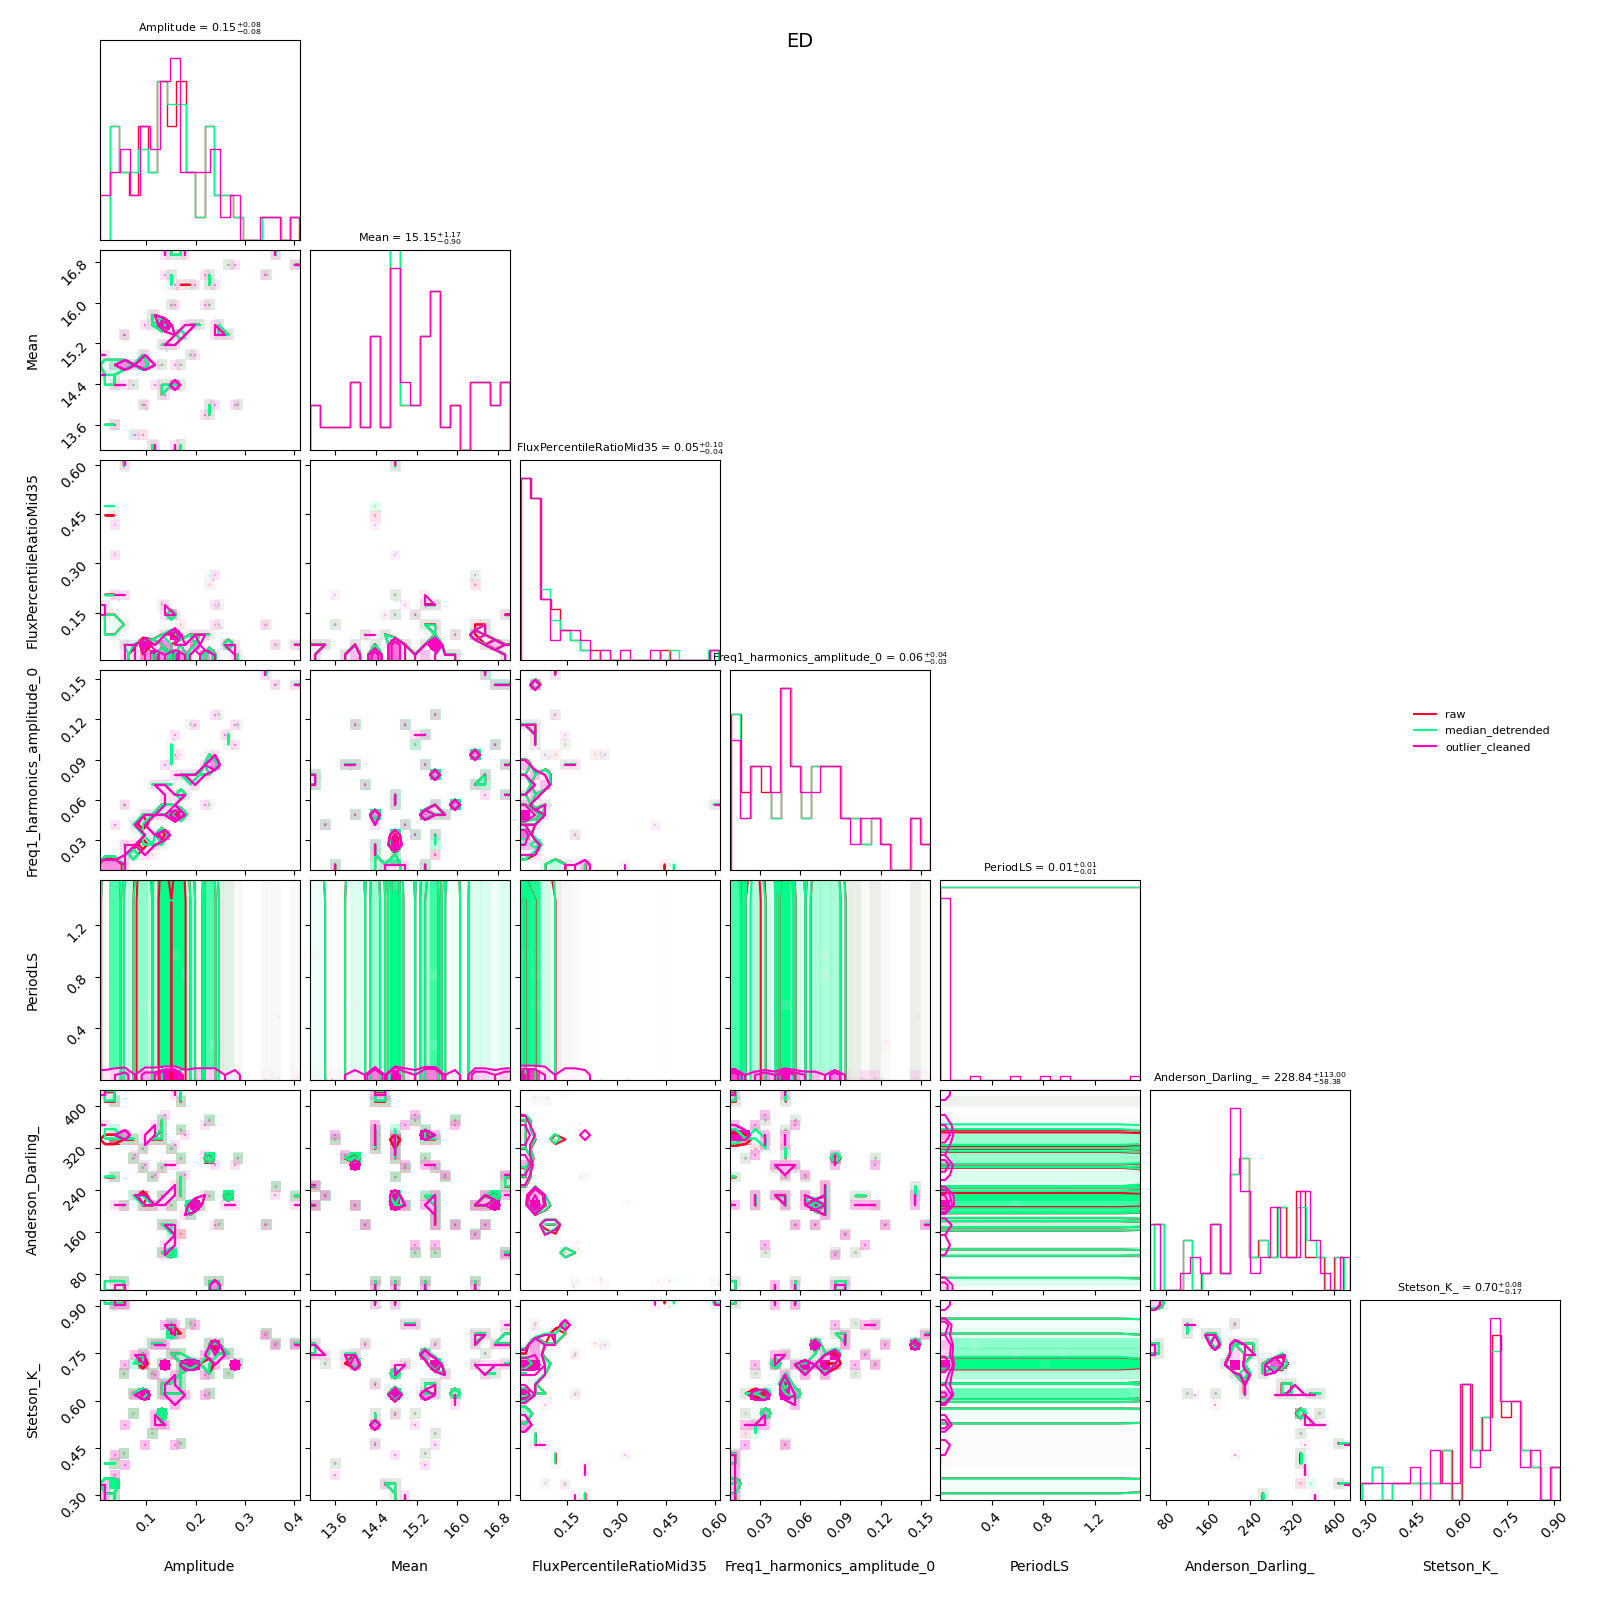 ED
Amplitude = 0.15+0.08−0.08
Mean = 15.15+1.17−0.90
16.8
16.0
15.2
14.4
13.6
Mean
FluxPercentileRatioMid35 = 0.05+0.10−0.04
0.60
0.45
0.30
0.15
FluxPercentileRatioMid35
Freq1_harmonics_amplitude_0 = 0.06+0.04−0.03
0.15
0.12
0.09
0.06
0.03
Freq1_harmonics_amplitude_0
raw
median_detrended
outlier_cleaned
PeriodLS = 0.01+0.01−0.01
1.2
0.8
0.4
PeriodLS
Anderson_Darling_ = 228.84+113.00−58.38
400
320
240
160
80
Anderson_Darling_
Stetson_K_ = 0.70+0.08−0.17
0.90
0.75
0.60
0.45
0.30
Stetson_K_
0.1 0.2 0.3 0.4
13.6 14.4 15.2 16.0 16.8
0.15 0.30 0.45 0.60
0.03 0.06 0.09 0.12 0.15
0.4 0.8 1.2
80 160 240 320 400
0.30 0.45 0.60 0.75 0.90
Amplitude
Mean
FluxPercentileRatioMid35
Freq1_harmonics_amplitude_0
PeriodLS
Anderson_Darling_
Stetson_K_